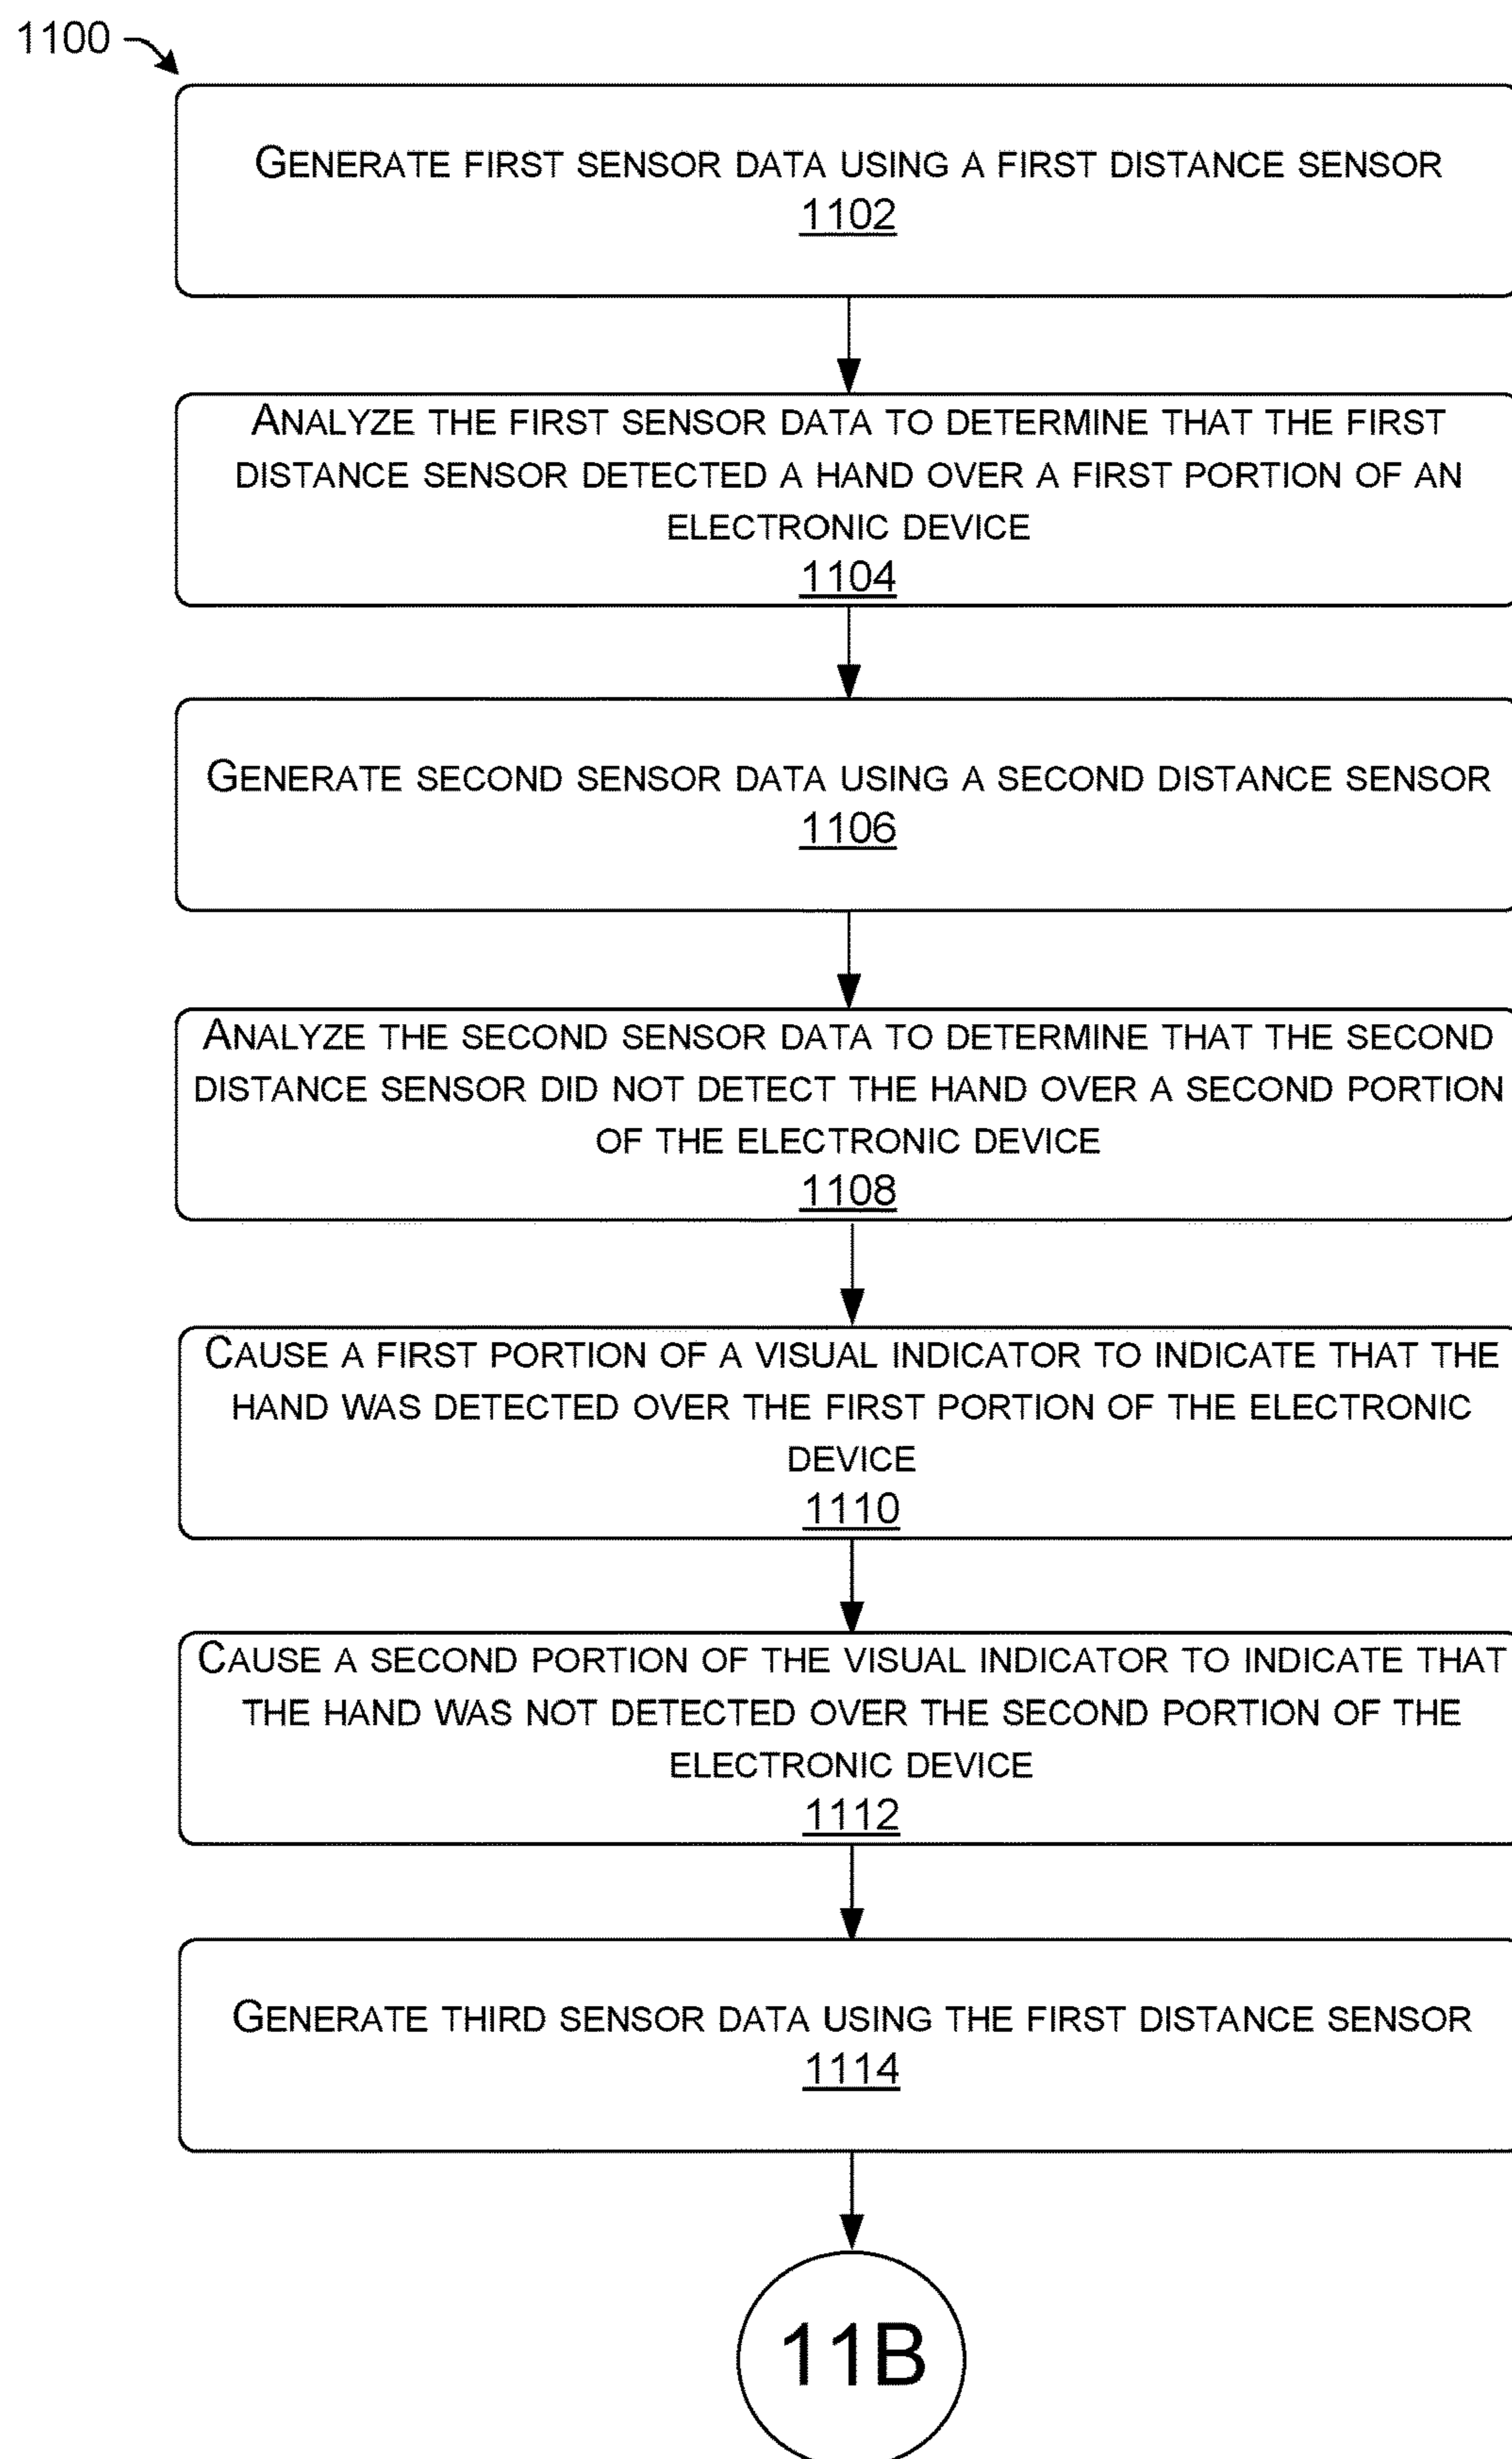 1100
GENERATE FIRST SENSOR DATA USING A FIRST DISTANCE SENSOR
1102
ANALYZE THE FIRST SENSOR DATA TO DETERMINE THAT THE FIRST
DISTANCE SENSOR DETECTED A HAND OVER A FIRST PORTION OF AN
ELECTRONIC DEVICE
1104
GENERATE SECOND SENSOR DATA USING A SECOND DISTANCE SENSOR
1106
ANALYZE THE SECOND SENSOR DATA TO DETERMINE THAT THE SECOND
DISTANCE SENSOR DID NOT DETECT THE HAND OVER A SECOND PORTION
OF THE ELECTRONIC DEVICE
1108
CAUSE A FIRST PORTION OF A VISUAL INDICATOR TO INDICATE THAT THE
HAND WAS DETECTED OVER THE FIRST PORTION OF THE ELECTRONIC
DEVICE
1110
CAUSE A SECOND PORTION OF THE VISUAL INDICATOR TO INDICATE THAT
THE HAND WAS NOT DETECTED OVER THE SECOND PORTION OF THE
ELECTRONIC DEVICE
1112
GENERATE THIRD SENSOR DATA USING THE FIRST DISTANCE SENSOR
1114
11B